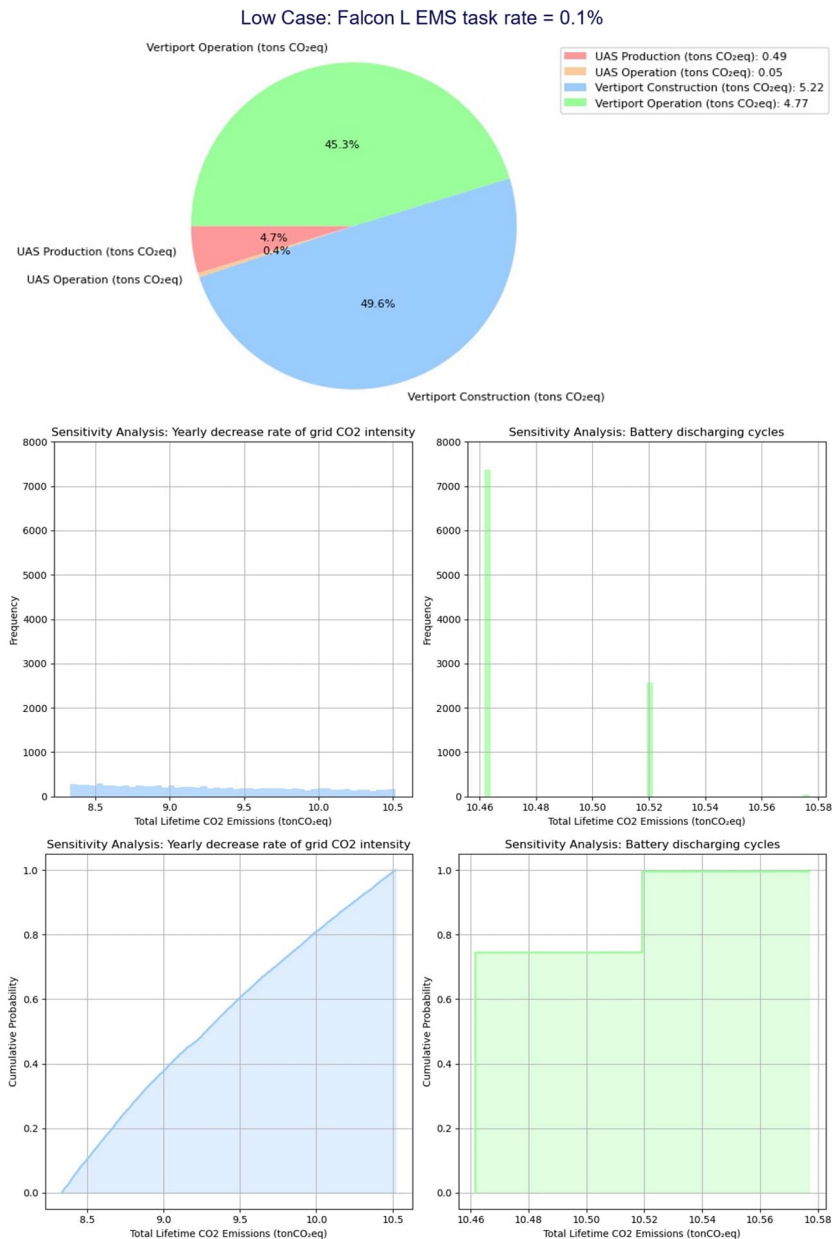 Low Case: Falcon L EMS task rate = 0.1%
Vertiport Operation (tons CO₂eq)
UAS Production (tons CO₂eq): 0.49
UAS Operation (tons CO₂eq): 0.05
Vertiport Construction (tons CO₂eq): 5.22
Vertiport Operation (tons CO₂eq): 4.77
45.3%
4.7%
UAS Production (tons CO₂eq)
0.4%
UAS Operation (tons CO₂eq)
49.6%
Vertiport Construction (tons CO₂eq)
Sensitivity Analysis: Yearly decrease rate of grid CO2 intensity
8000
7000
6000
5000
4000
3000
2000
1000
0
Frequency
8.5 9.0 9.5 10.0 10.5
Total Lifetime CO2 Emissions (tonCO₂eq)
Sensitivity Analysis: Battery discharging cycles
8000
7000
6000
5000
4000
3000
2000
1000
0
Frequency
10.46 10.48 10.50 10.52 10.54 10.56 10.58
Total Lifetime CO2 Emissions (tonCO₂eq)
Sensitivity Analysis: Yearly decrease rate of grid CO2 intensity
1.0
0.8
0.6
0.4
0.2
0.0
Cumulative Probability
8.5 9.0 9.5 10.0 10.5
Total Lifetime CO2 Emissions (tonCO₂eq)
Sensitivity Analysis: Battery discharging cycles
1.0
0.8
0.6
0.4
0.2
0.0
Cumulative Probability
10.46 10.48 10.50 10.52 10.54 10.56 10.58
Total Lifetime CO2 Emissions (tonCO₂eq)